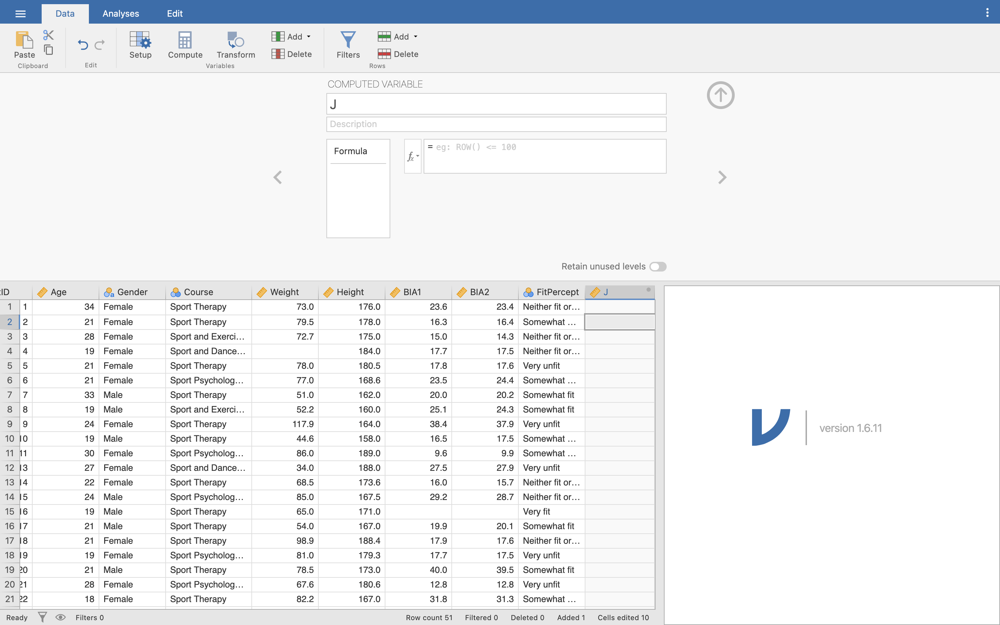 Data Analyses Edit
Paste Setup Compute Transform Add Delete Filters Add Delete
Clipboard Edit Variables Rows
COMPUTED VARIABLE
J
Description
Formula fx = eg: ROW() <= 100
Retain unused levels
ID Age Gender Course Weight Height BIA1 BIA2 FitPercept J
1 1 34 Female Sport Therapy 73.0 176.0 23.6 23.4 Neither fit or...
2 2 21 Female Sport Therapy 79.5 178.0 16.3 16.4 Somewhat ...
3 3 28 Female Sport and Exerci... 72.7 175.0 15.0 14.3 Neither fit or...
4 4 19 Female Sport and Dance... 184.0 17.7 17.5 Neither fit or...
5 5 21 Female Sport Therapy 78.0 180.5 17.8 17.6 Very unfit
6 6 21 Female Sport Psycholog... 77.0 168.6 23.5 24.4 Somewhat ...
7 7 33 Male Sport Therapy 51.0 162.0 20.0 20.2 Somewhat fit
8 8 19 Male Sport and Exerci... 52.2 160.0 25.1 24.3 Somewhat fit
9 9 24 Female Sport Therapy 117.9 164.0 38.4 37.9 Very unfit
10 10 19 Male Sport Therapy 44.6 158.0 16.5 17.5 Somewhat ...
11 11 30 Female Sport Psycholog... 86.0 189.0 9.6 9.9 Somewhat ...
12 13 27 Female Sport and Dance... 34.0 188.0 27.5 27.9 Very unfit
13 14 22 Female Sport Therapy 68.5 173.6 16.0 15.7 Neither fit or...
14 15 24 Male Sport Psycholog... 85.0 167.5 29.2 28.7 Neither fit or...
15 16 19 Male Sport Therapy 65.0 171.0 Very fit
16 17 21 Male Sport Therapy 54.0 167.0 19.9 20.1 Somewhat fit
17 18 21 Female Sport Therapy 98.9 188.4 17.9 17.6 Neither fit or...
18 19 19 Female Sport Psycholog... 81.0 179.3 17.7 17.5 Very unfit
19 20 21 Male Sport Therapy 78.5 173.0 40.0 39.5 Somewhat fit
20 21 28 Female Sport Psycholog... 67.6 180.6 12.8 12.8 Very unfit
21 22 18 Female Sport Therapy 82.2 167.0 31.8 31.3 Somewhat ...
version 1.6.11
Ready Filters 0 Row count 51 Filtered 0 Deleted 0 Added 1 Cells edited 10